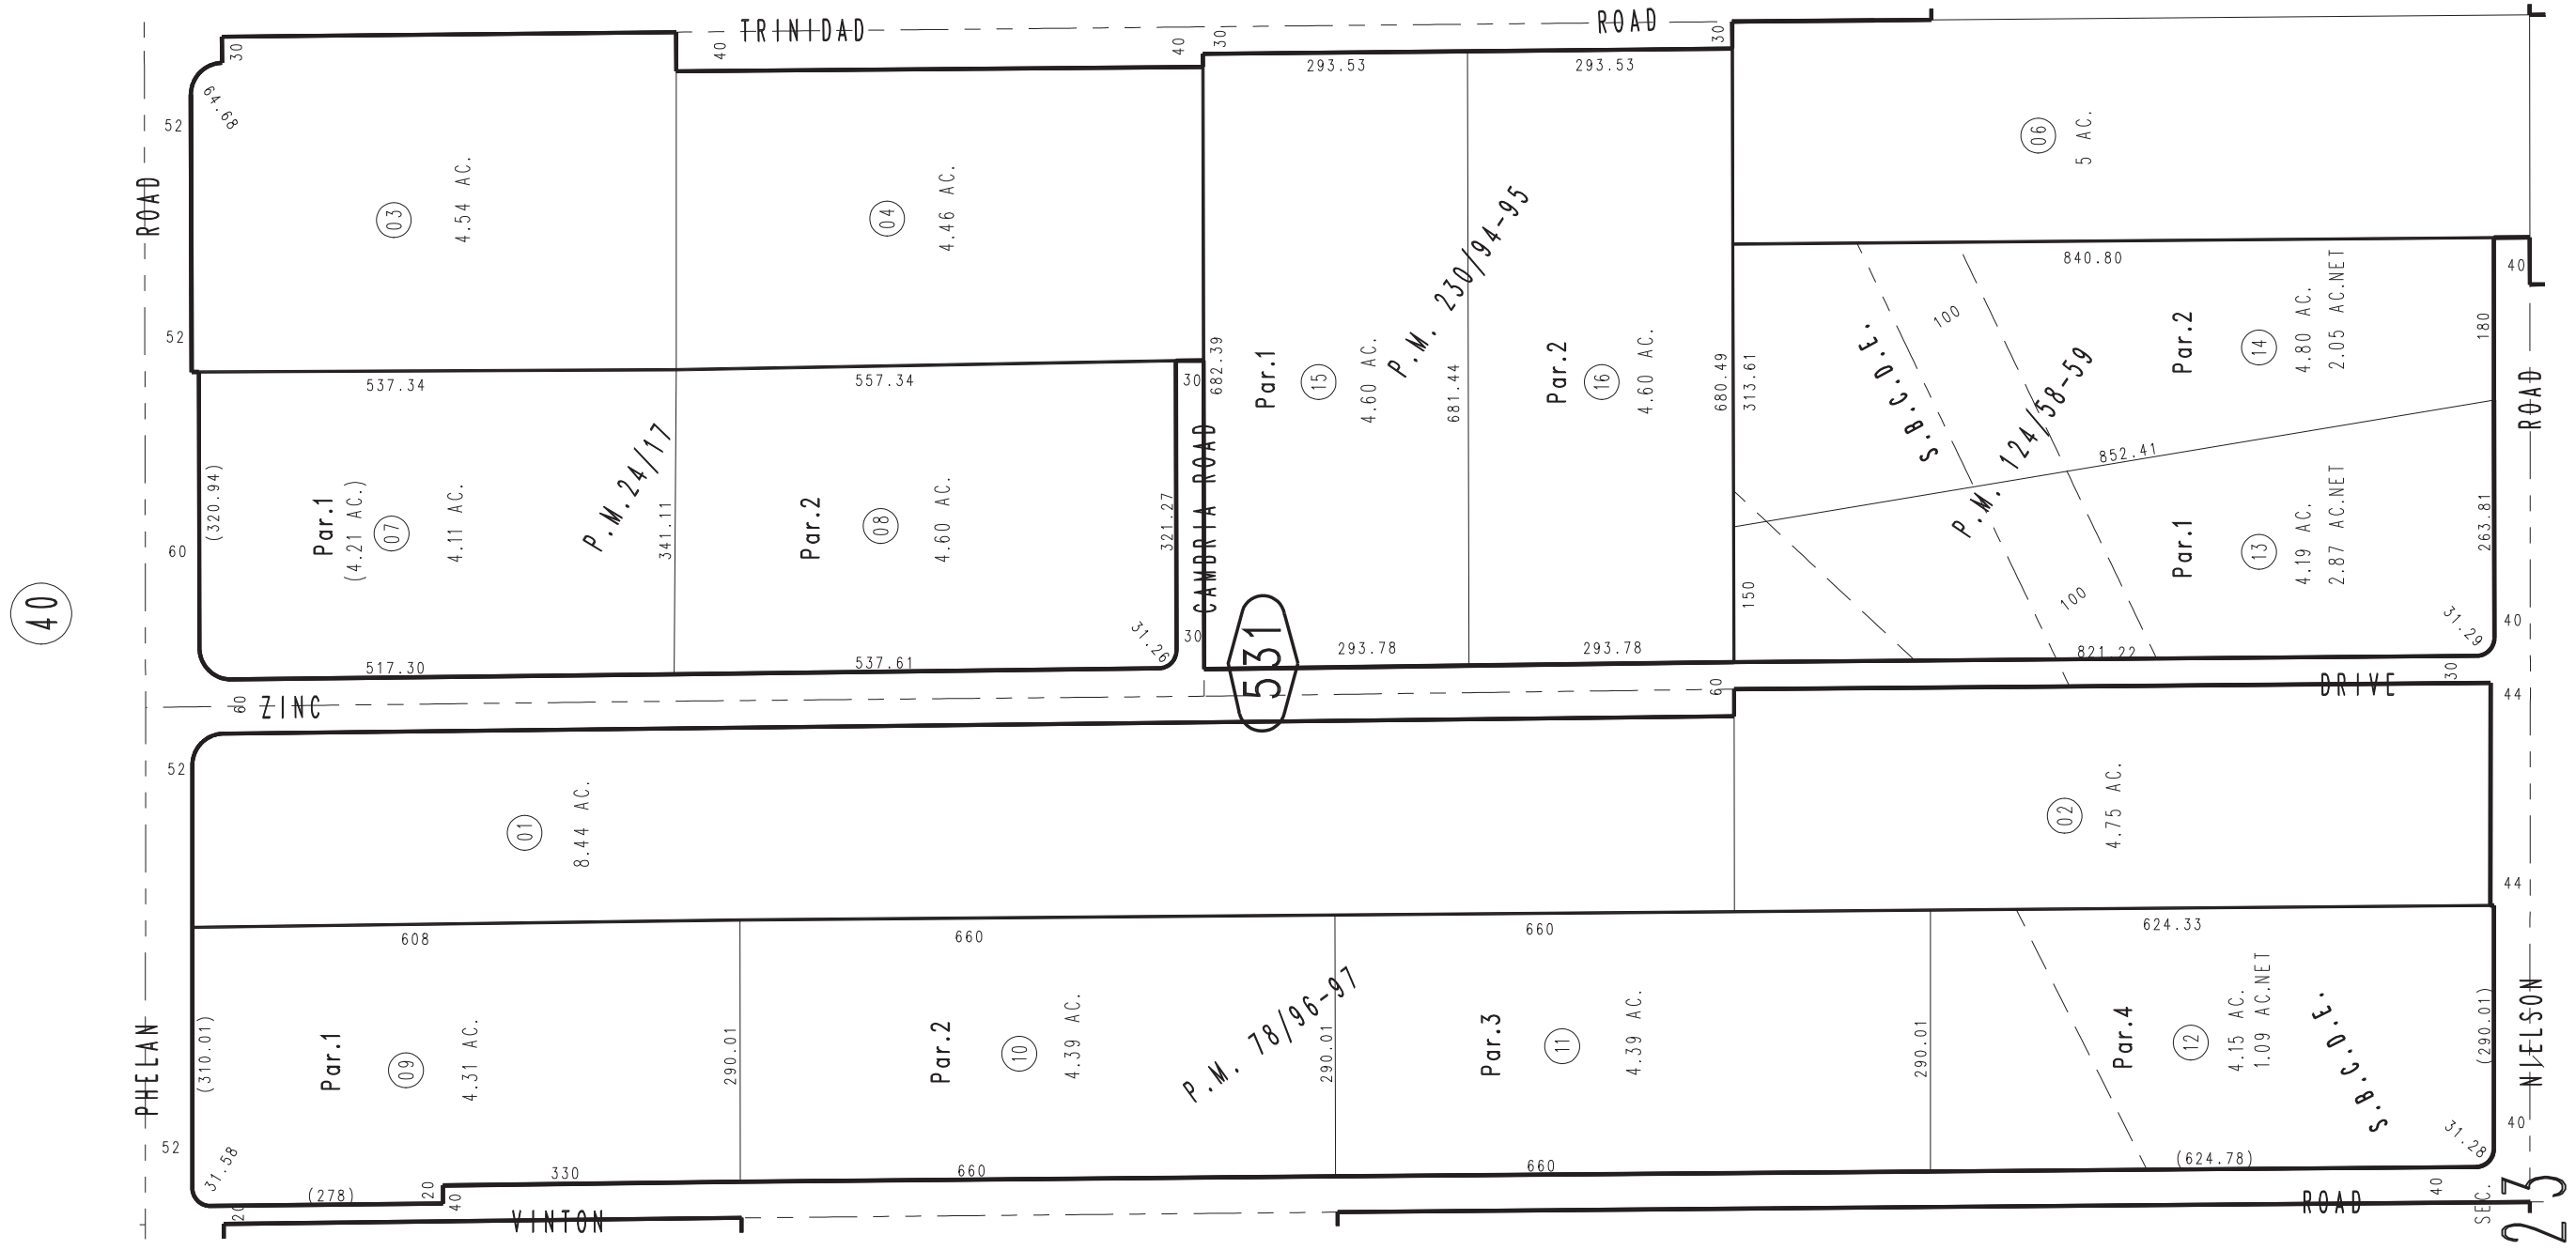 TRINIDAD ROAD
30
40
40
30
30
293.53
293.53
64.68
52
ROAD
03
4.54 AC.
04
4.46 AC.
06
5 AC.
52
537.34
557.34
30
682.39
P.M. 230/94-95
Par.1
15
4.60 AC.
681.44
Par.2
16
4.60 AC.
680.49
313.61
840.80
S.B.C.D.E.
100
P.M. 124/58-59
Par.2
14
4.80 AC.
2.05 AC.NET
180
40
ROAD
852.41
(320.94)
60
Par.1
(4.21 AC.)
07
4.11 AC.
P.M.24/17
341.11
Par.2
08
4.60 AC.
321.27
CAMBRIA ROAD
30
31.26
150
100
Par.1
13
4.19 AC.
2.87 AC.NET
263.81
31.29
40
40
517.30
537.61
293.78
293.78
821.22
531
60
ZINC
60
DRIVE
30
44
52
01
8.44 AC.
02
4.75 AC.
44
608
660
660
624.33
PHELAN
(310.01)
Par.1
09
4.31 AC.
290.01
Par.2
10
4.39 AC.
P.M. 78/96-97
290.01
Par.3
11
4.39 AC.
290.01
Par.4
12
4.15 AC.
1.09 AC.NET
S.B.C.D.E.
(290.01)
NIELSON
52
31.58
40
31.28
(278)
20
330
660
660
(624.78)
20
40
VINTON
ROAD
40
SEC.
23